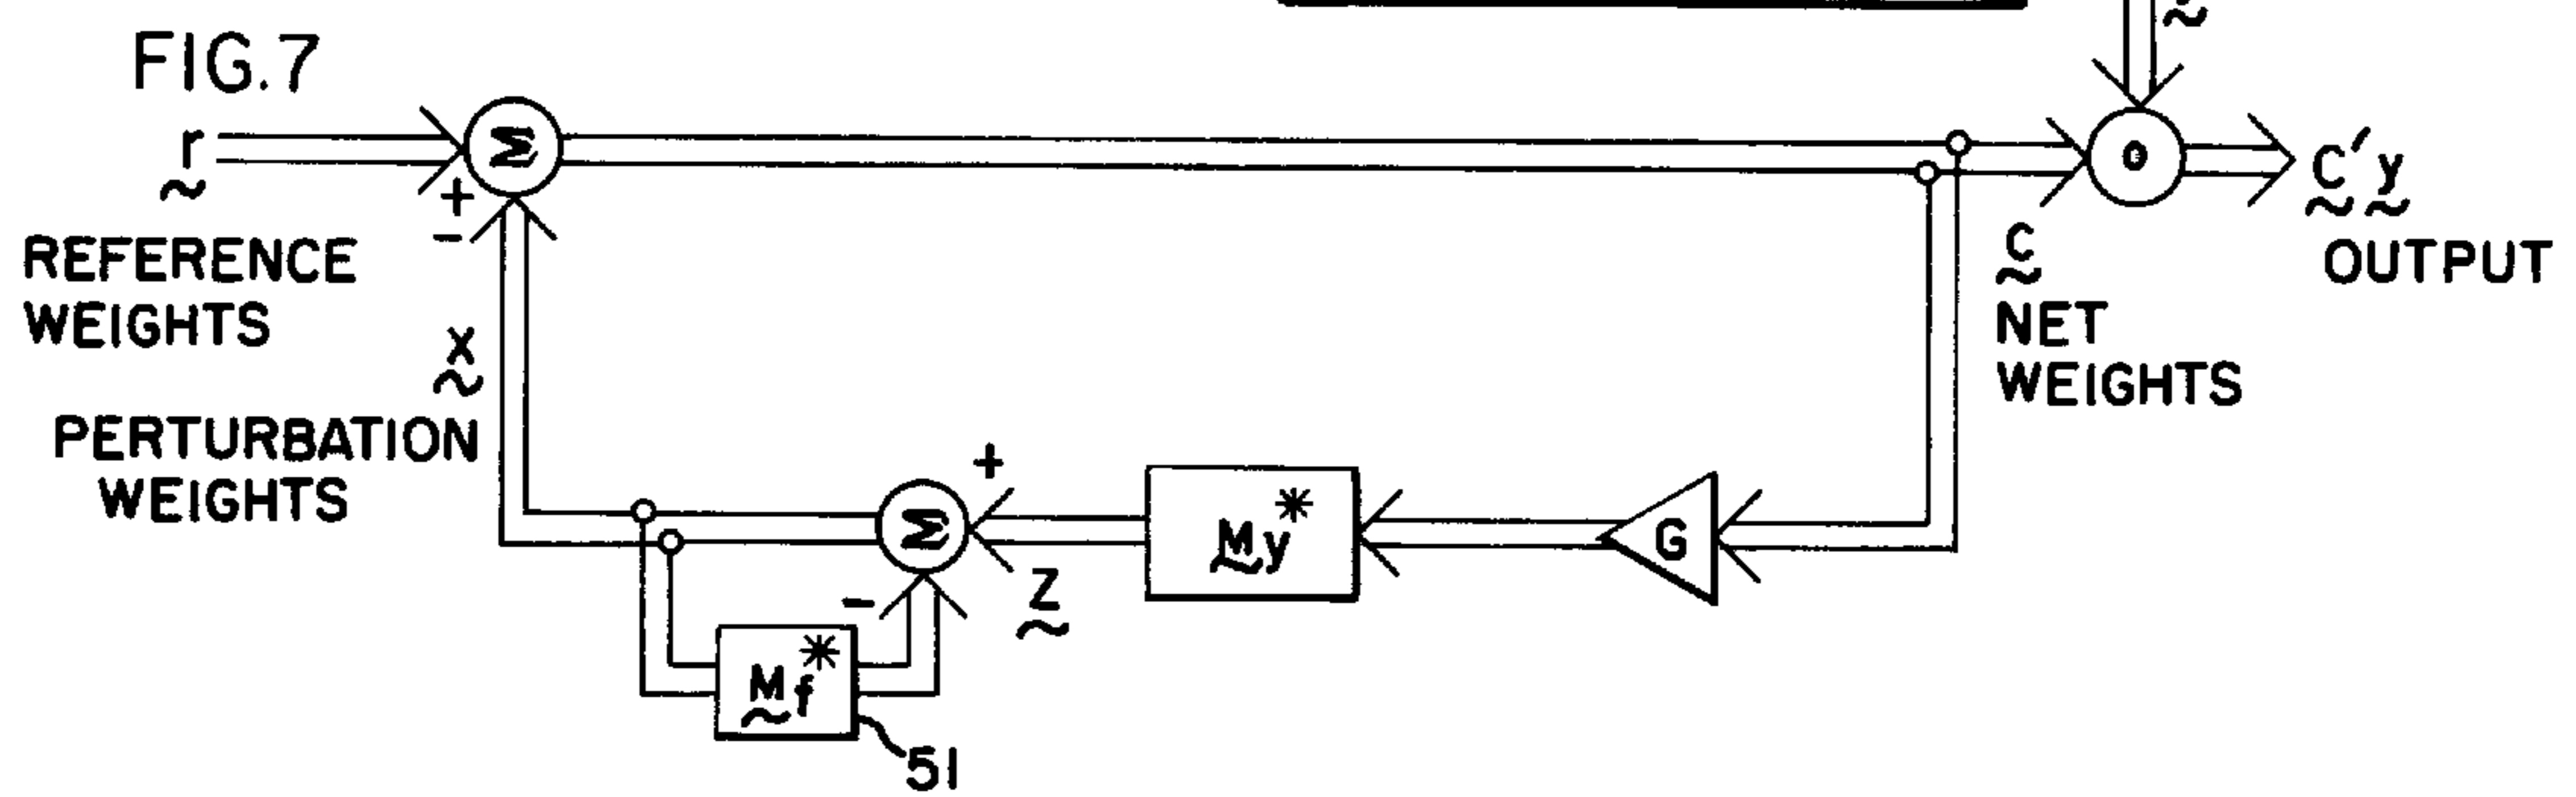 FIG.7
r
+
-
Σ
REFERENCE
WEIGHTS
x
PERTURBATION
WEIGHTS
Σ
+
-
z
My*
G
Mf*
51
o
c
NET
WEIGHTS
c′y
OUTPUT